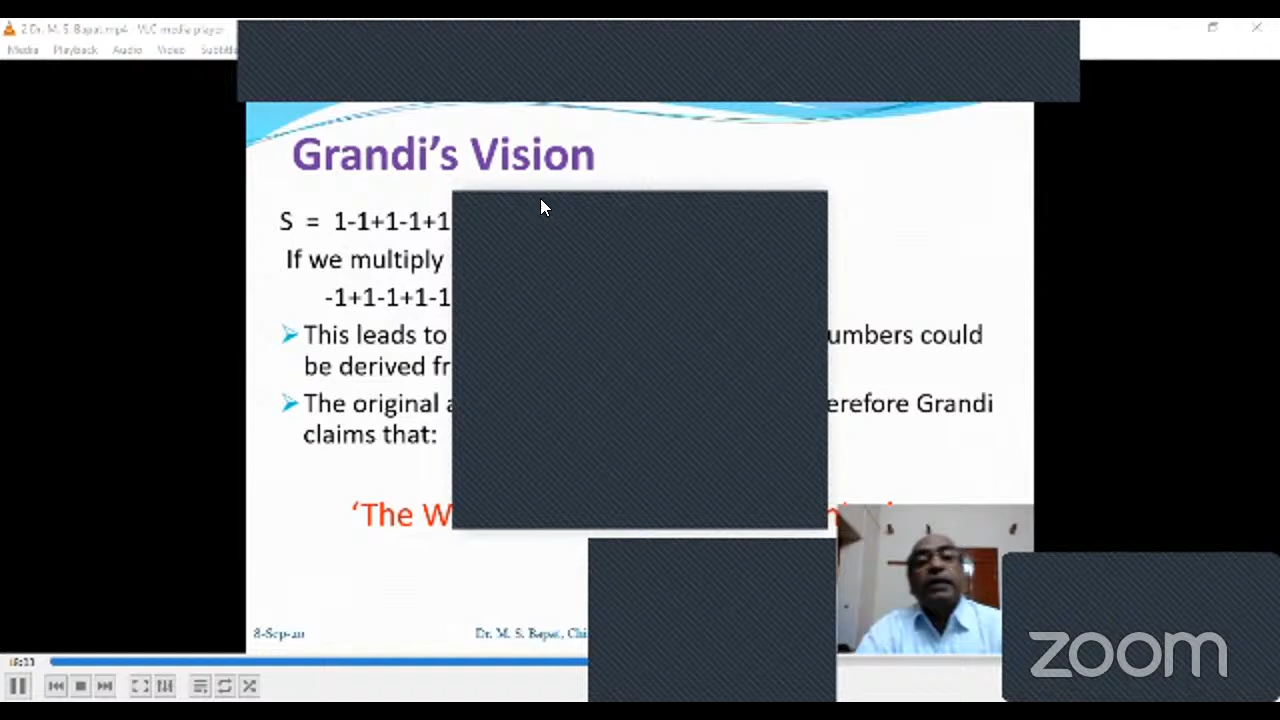 2.Dr. M. S. Bapat.mp4 - VLC media player
Media Playback Audio Video
Grandi's Vision
S = 1-1+1-1+1
If we multiply
-1+1-1+1-1
This leads to umbers could
be derived fr
The original a erefore Grandi
claims that:
‘The W
8-Sep-20 Dr. M. S. Bapat, Chi
zoom